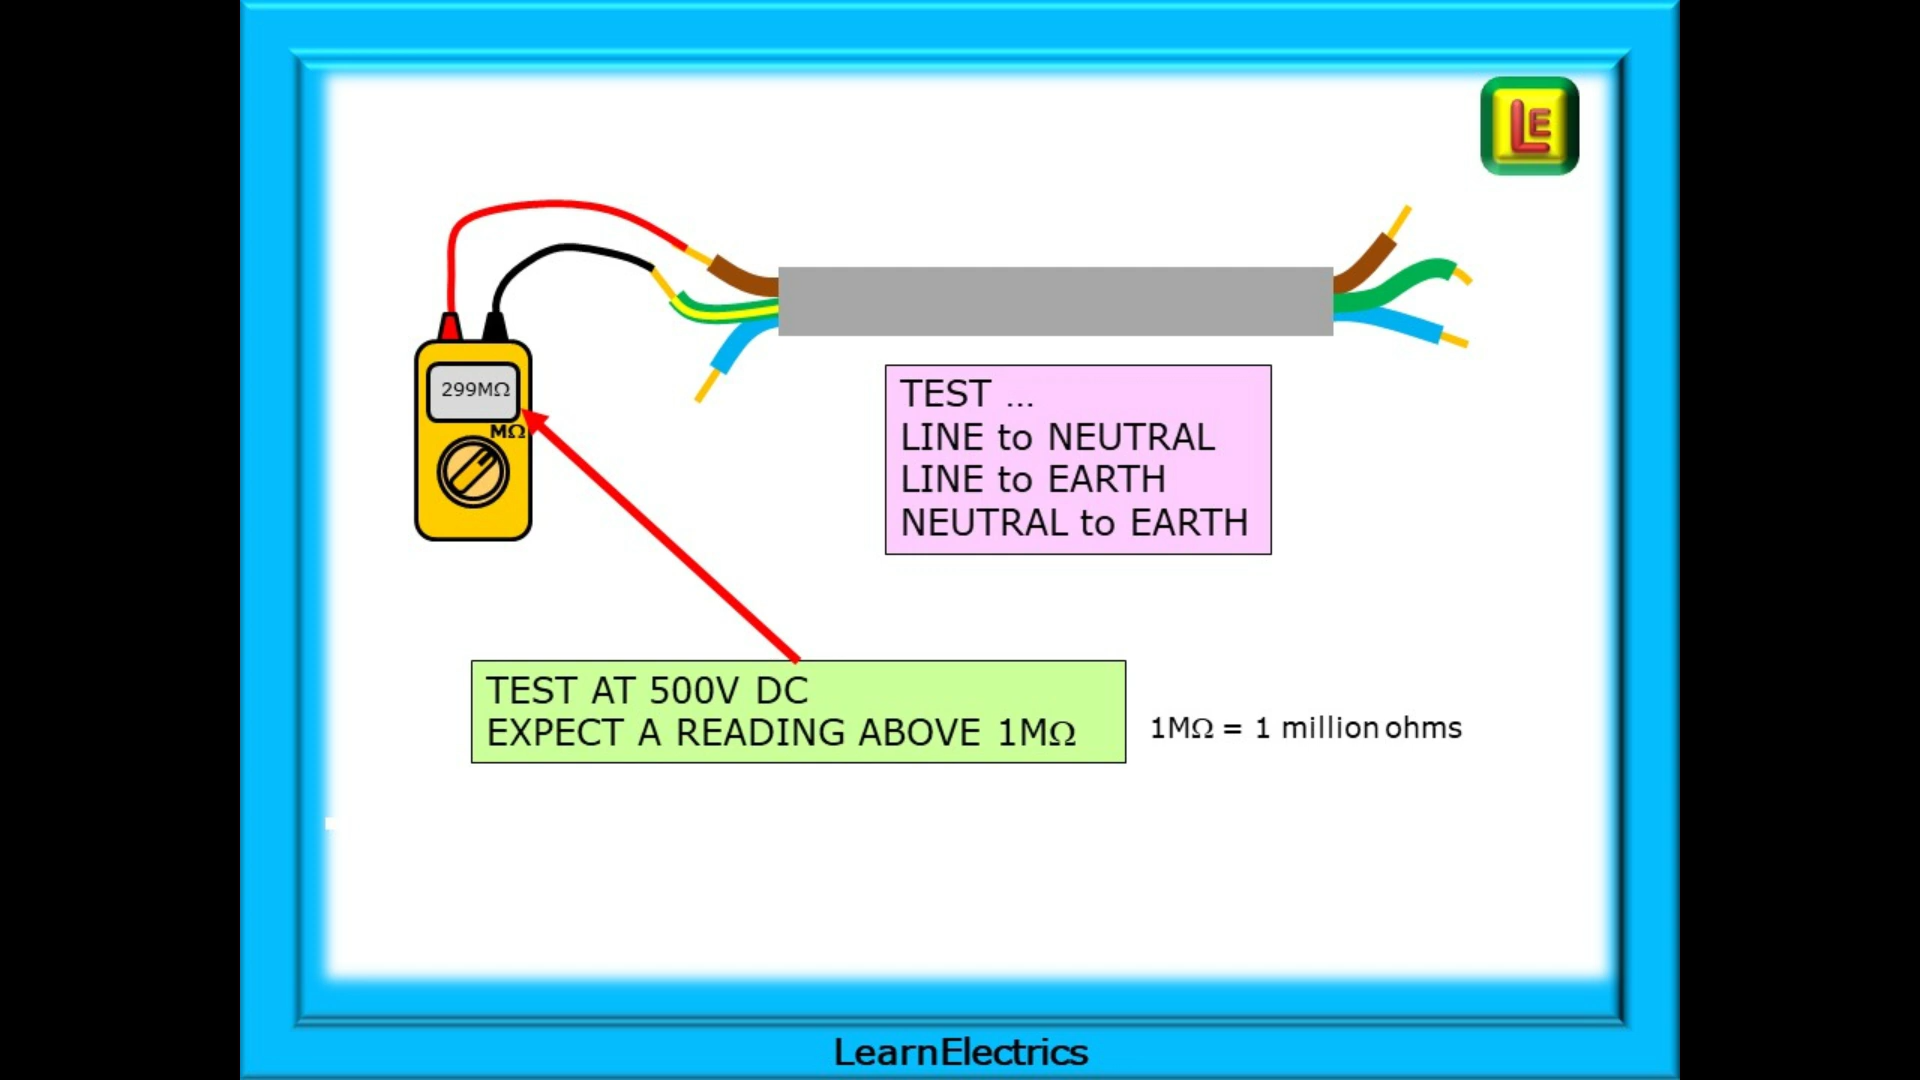 LE
299MΩ
MΩ
TEST ...
LINE to NEUTRAL
LINE to EARTH
NEUTRAL to EARTH
TEST AT 500V DC
EXPECT A READING ABOVE 1MΩ
1MΩ = 1 million ohms
LearnElectrics